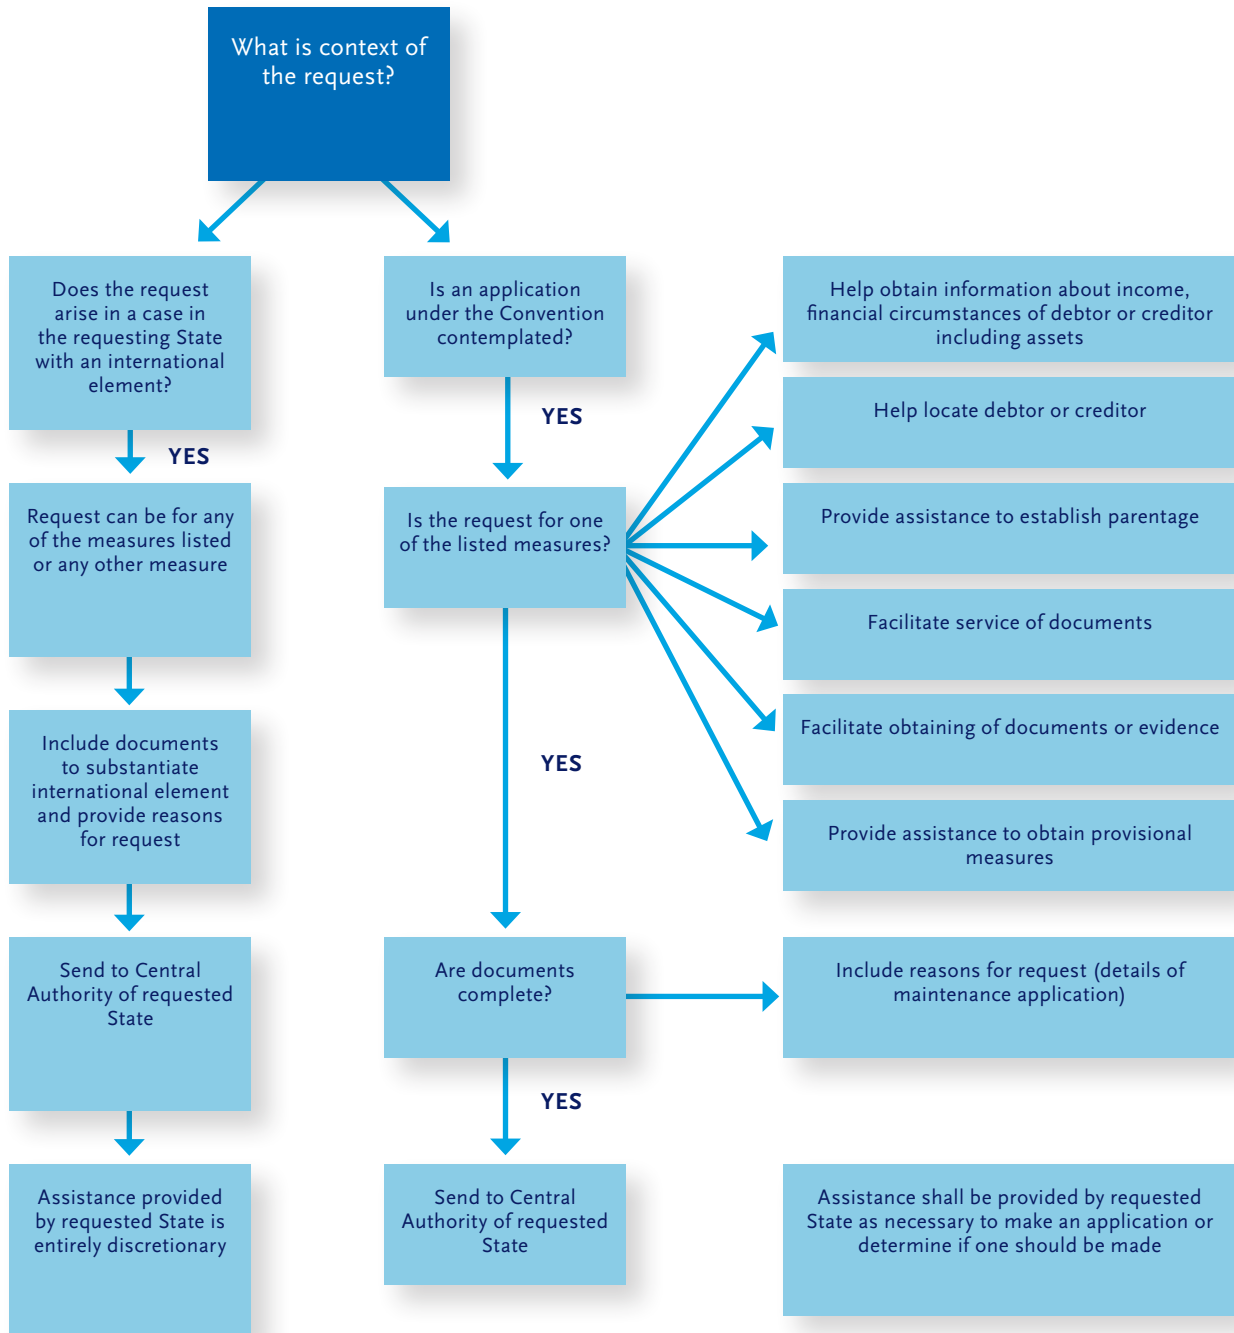 What is context of
the request?
Does the request
arise in a case in
the requesting State
with an international
element?
YES
Request can be for any
of the measures listed
or any other measure
Include documents
to substantiate
international element
and provide reasons
for request
Send to Central
Authority of requested
State
Assistance provided
by requested State is
entirely discretionary
Is an application
under the Convention
contemplated?
YES
Is the request for one
of the listed measures?
YES
Are documents
complete?
YES
Send to Central
Authority of requested
State
Help obtain information about income,
financial circumstances of debtor or creditor
including assets
Help locate debtor or creditor
Provide assistance to establish parentage
Facilitate service of documents
Facilitate obtaining of documents or evidence
Provide assistance to obtain provisional
measures
Include reasons for request (details of
maintenance application)
Assistance shall be provided by requested
State as necessary to make an application or
determine if one should be made